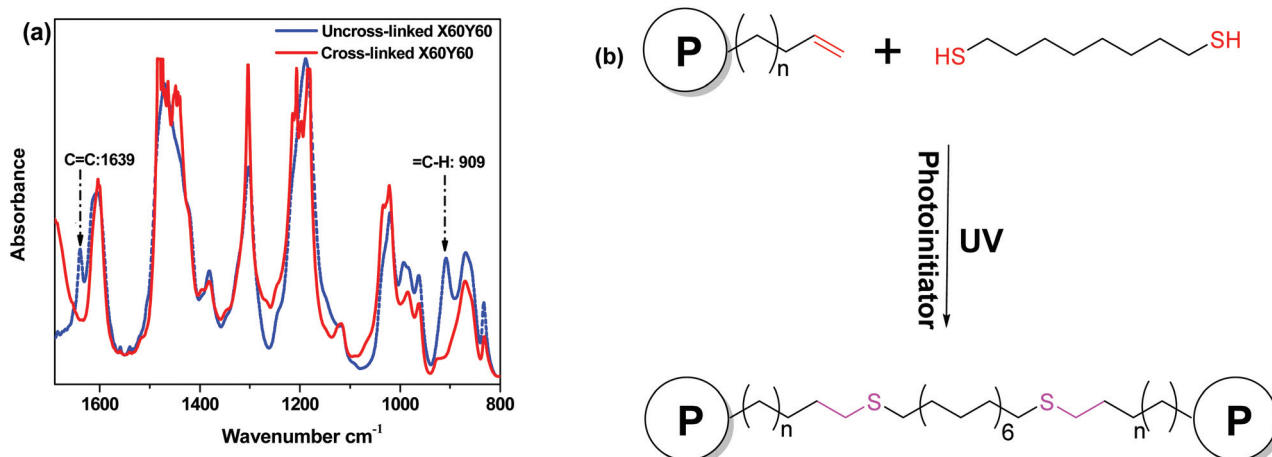 (a)
Uncross-linked X60Y60
Cross-linked X60Y60
C=C:1639
=C-H: 909
Absorbance
1600
1400
1200
1000
800
Wavenumber cm⁻¹
(b)
P
n
+
HS
SH
Photoinitiator
UV
P
n
S
6
S
n
P